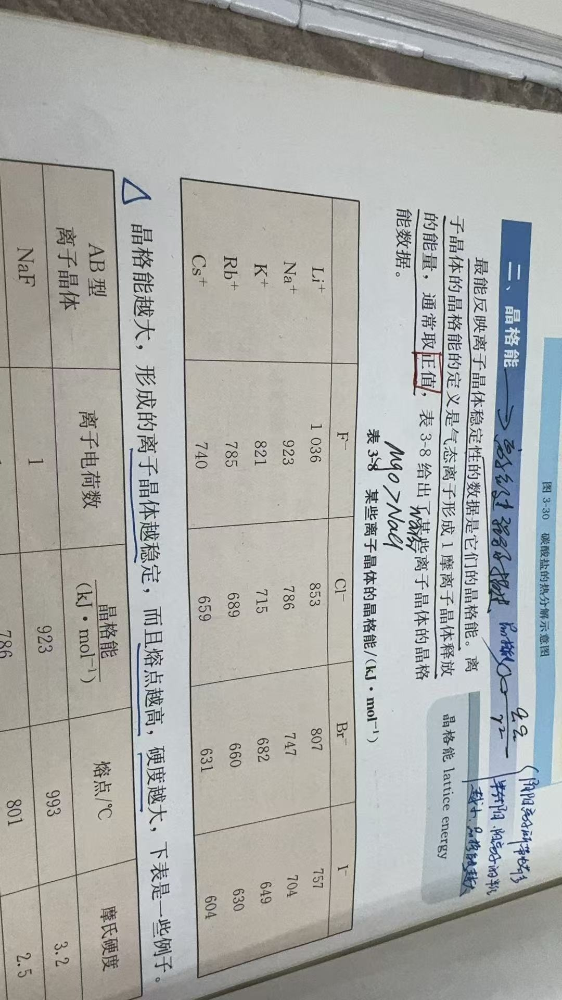 图 3-30 碳酸盐的热分解示意图
二、晶格能
最能反映离子晶体稳定性的数据是它们的晶格能。离
子晶体的晶格能的定义是气态离子形成 1 摩离子晶体释放
的能量，通常取正值，表 3-8 给出了某些离子晶体的晶格
能数据。
晶格能 lattice energy
MgO > NaCl
表 3-8 某些离子晶体的晶格能/(kJ·mol⁻¹)
F⁻ Cl⁻ Br⁻ I⁻
Li⁺ 1 036 853 807 757
Na⁺ 923 786 747 704
K⁺ 821 715 682 649
Rb⁺ 785 689 660 630
Cs⁺ 740 659 631 604
晶格能越大，形成的离子晶体越稳定，而且熔点越高，硬度越大，下表是一些例子。
AB 型 离子晶体 离子电荷数 晶格能 (kJ·mol⁻¹) 熔点/℃ 摩氏硬度
NaF 1 923 993 3.2
786 801 2.5